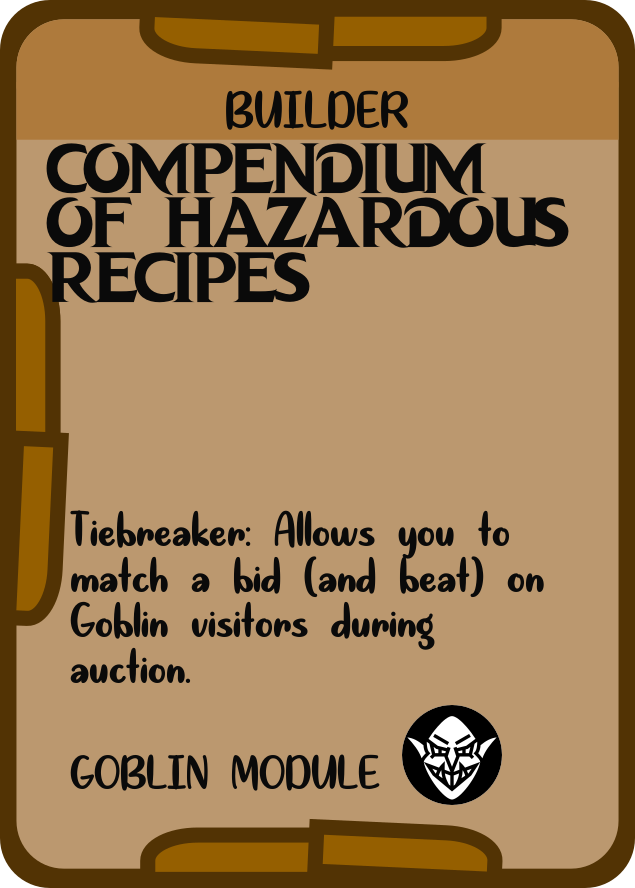 BUILDER
COMPENDIUM
OF HAZARDOUS
RECIPES
Tiebreaker: Allows you to
match a bid (and beat) on
Goblin visitors during
auction.
GOBLIN MODULE